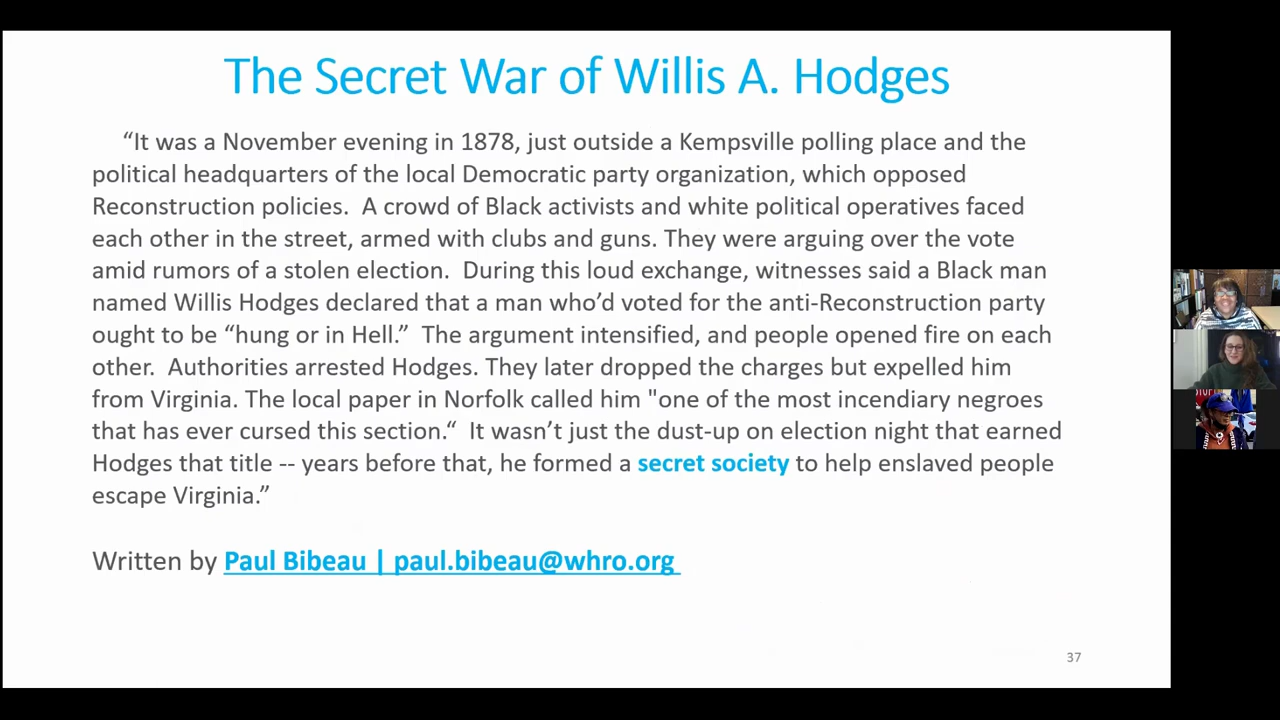 The Secret War of Willis A. Hodges
“It was a November evening in 1878, just outside a Kempsville polling place and the
political headquarters of the local Democratic party organization, which opposed
Reconstruction policies.  A crowd of Black activists and white political operatives faced
each other in the street, armed with clubs and guns. They were arguing over the vote
amid rumors of a stolen election.  During this loud exchange, witnesses said a Black man
named Willis Hodges declared that a man who’d voted for the anti-Reconstruction party
ought to be “hung or in Hell.”  The argument intensified, and people opened fire on each
other.  Authorities arrested Hodges. They later dropped the charges but expelled him
from Virginia. The local paper in Norfolk called him "one of the most incendiary negroes
that has ever cursed this section.“  It wasn’t just the dust-up on election night that earned
Hodges that title -- years before that, he formed a secret society to help enslaved people
escape Virginia.”
Written by Paul Bibeau | paul.bibeau@whro.org
37